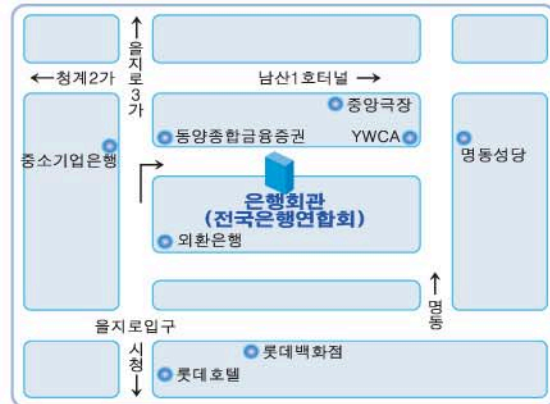 ↑
을지로3가
←청계2가
남산1호터널→
중앙극장
동양종합금융증권
YWCA
중소기업은행
명동성당
은행회관
(전국은행연합회)
외환은행
↑
명동
을지로입구
시청
↓
롯데백화점
롯데호텔